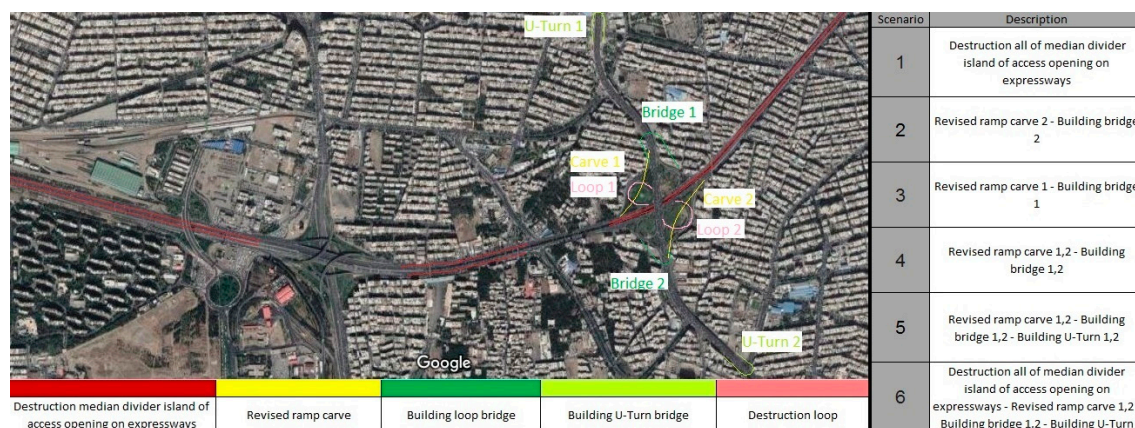 U-Turn 1
Bridge 1
Carve 1
Loop 1
Carve 2
Loop 2
Bridge 2
U-Turn 2
Google
Destruction median divider island of
access opening on expressways
Revised ramp carve
Building loop bridge
Building U-Turn bridge
Destruction loop
Scenario
Description
1
Destruction all of median divider
island of access opening on
expressways
2
Revised ramp carve 2 - Building bridge
2
3
Revised ramp carve 1 - Building bridge
1
4
Revised ramp carve 1,2 - Building
bridge 1,2
5
Revised ramp carve 1,2 - Building
bridge 1,2 - Building U-Turn 1,2
6
Destruction all of median divider
island of access opening on
expressways - Revised ramp carve 1,2
Building bridge 1,2 - Building U-Turn